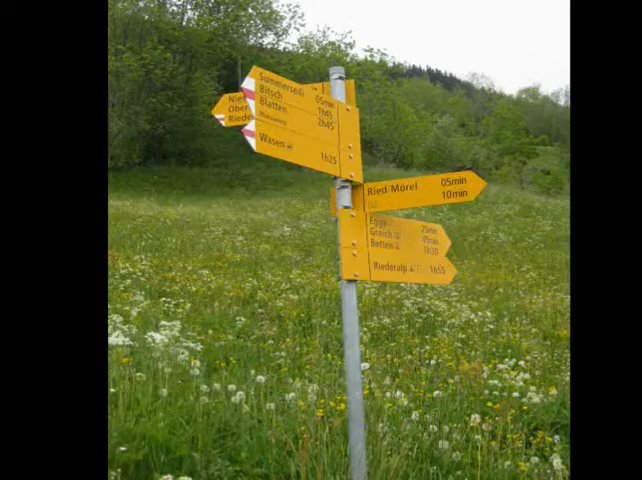 Summerseili 05min
Bitsch 1h45
Blatten 2h45
Wasen 1h25
Ried-Mörel 05min
10min
Egga 25min
Greich 45min
Betten 1h30
Riederalp 1h55